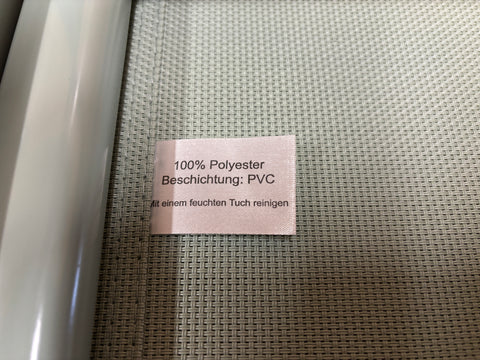 100% Polyester
Beschichtung: PVC
Mit einem feuchten Tuch reinigen